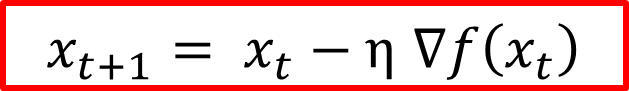 x_{t+1} = x_t − η ∇f(x_t)